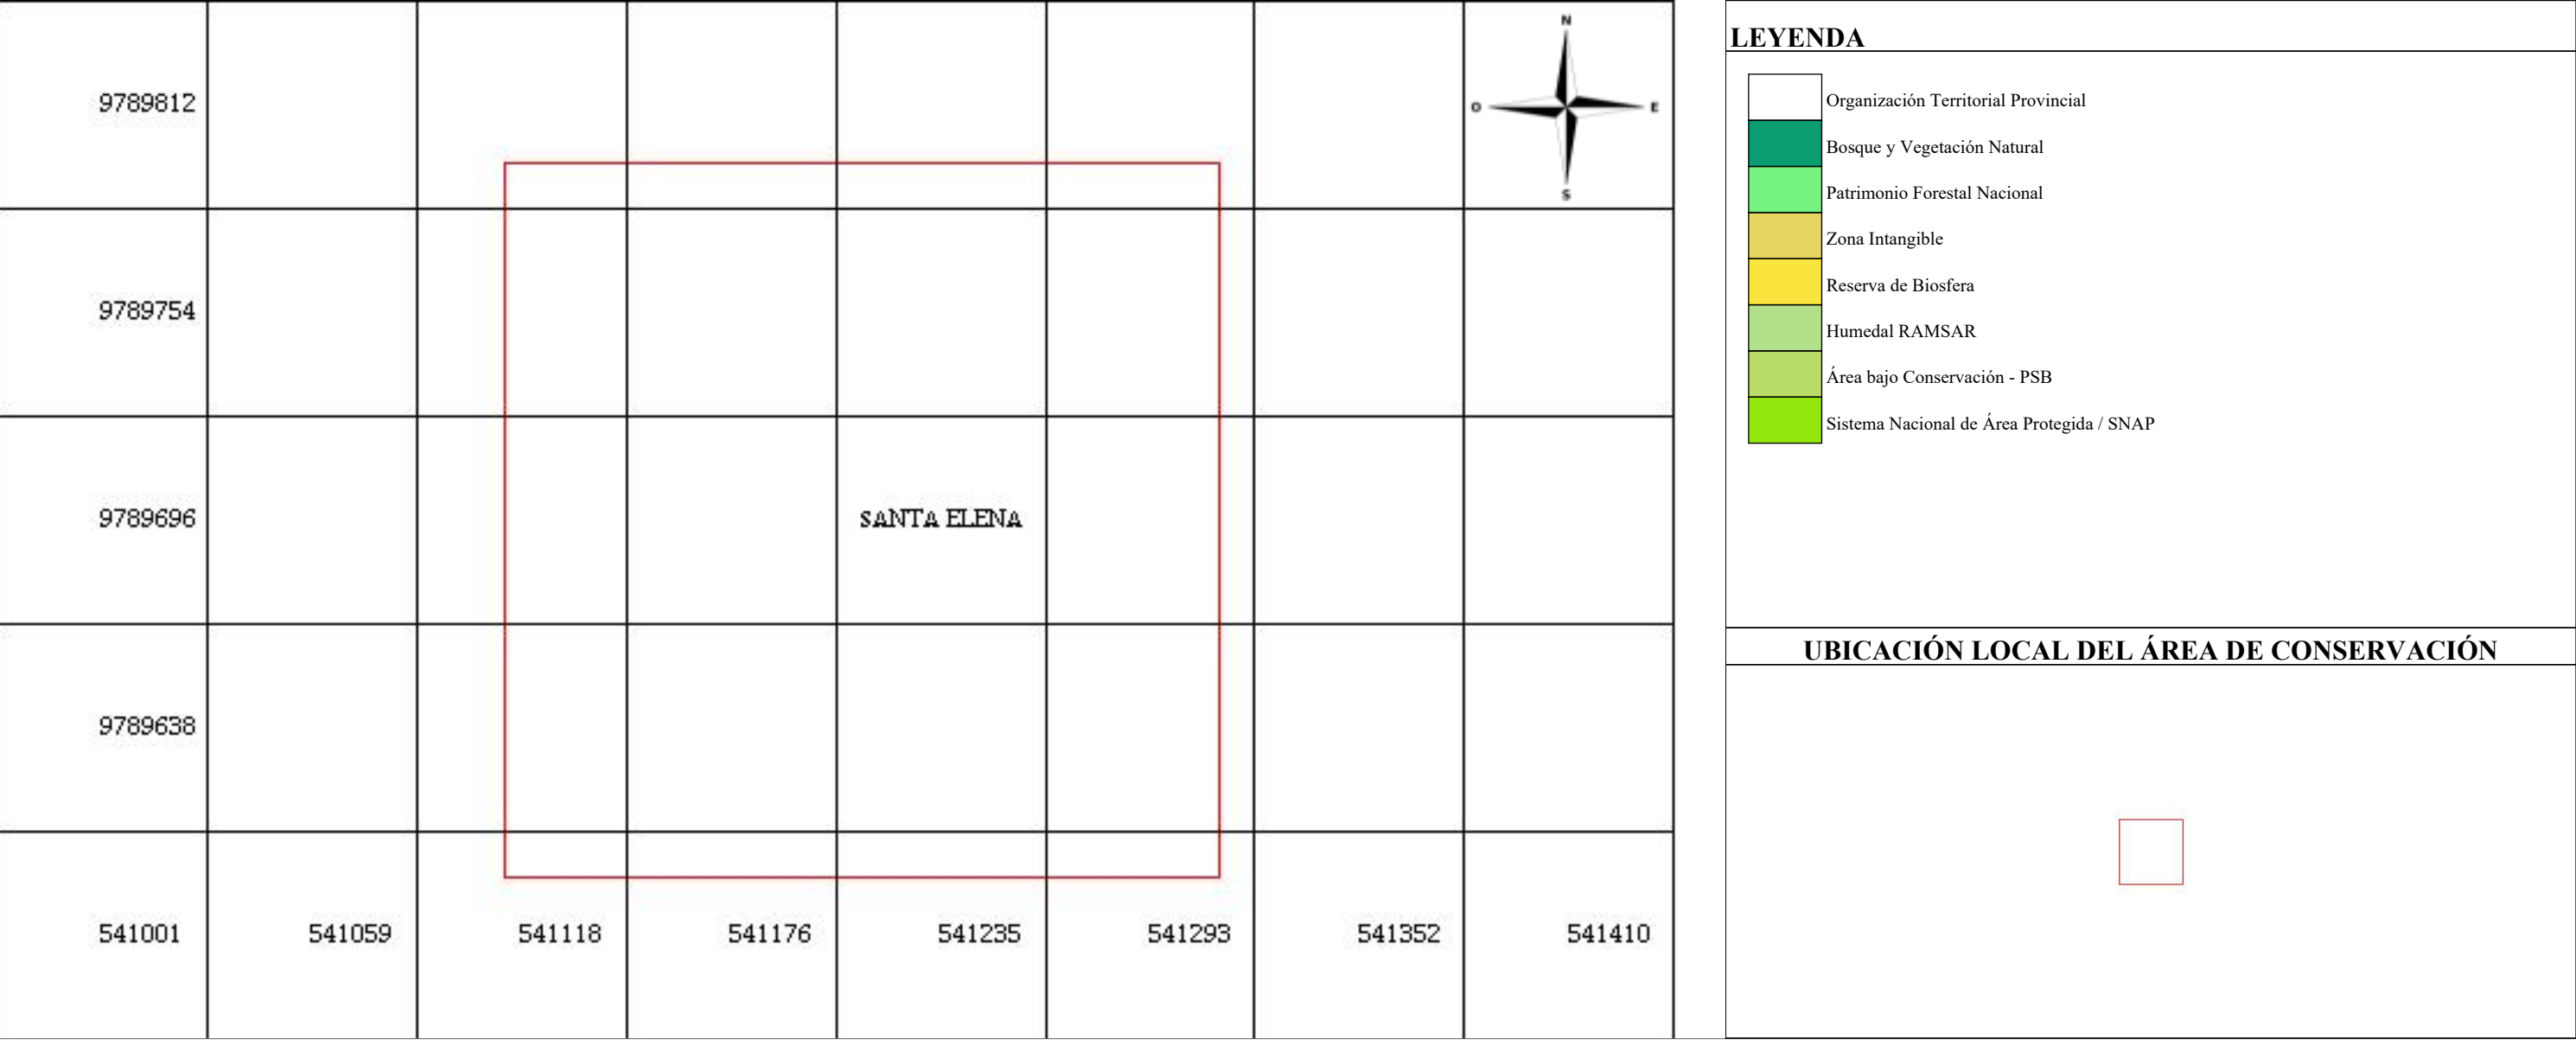 N
O
E
S
9789812
9789754
9789696
SANTA ELENA
9789638
541001
541059
541118
541176
541235
541293
541352
541410
LEYENDA
Organización Territorial Provincial
Bosque y Vegetación Natural
Patrimonio Forestal Nacional
Zona Intangible
Reserva de Biosfera
Humedal RAMSAR
Área bajo Conservación - PSB
Sistema Nacional de Área Protegida / SNAP
UBICACIÓN LOCAL DEL ÁREA DE CONSERVACIÓN